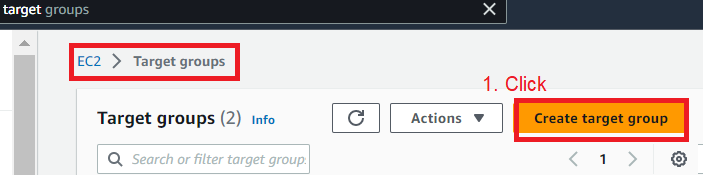 target groups
EC2 > Target groups
1. Click
Target groups (2) Info Actions Create target group
Search or filter target group
1